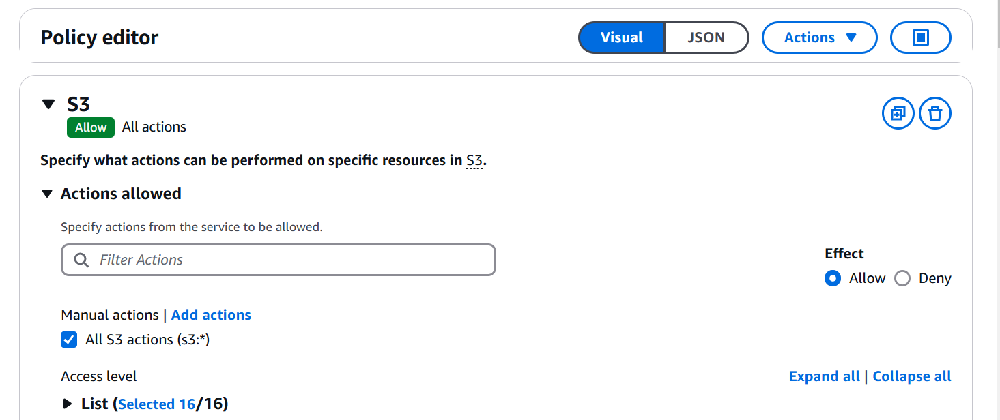 Policy editor
Visual
JSON
Actions
S3
Allow All actions
Specify what actions can be performed on specific resources in S3.
Actions allowed
Specify actions from the service to be allowed.
Filter Actions
Effect
Allow
Deny
Manual actions | Add actions
All S3 actions (s3:*)
Access level
Expand all | Collapse all
List (Selected 16/16)